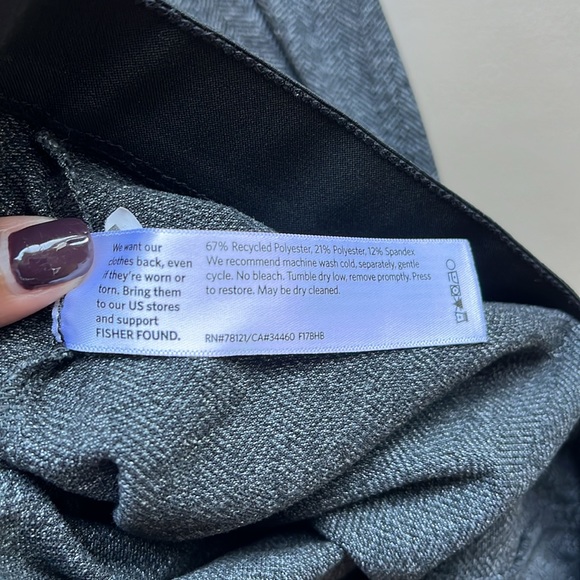 We want our
clothes back, even
if they're worn or
torn. Bring them
to our US stores
and support
FISHER FOUND.
67% Recycled Polyester, 21% Polyester, 12% Spandex
We recommend machine wash cold, separately, gentle
cycle. No bleach. Tumble dry low, remove promptly. Press
to restore. May be dry cleaned.
RN#78121/CA#34460 F17BHB